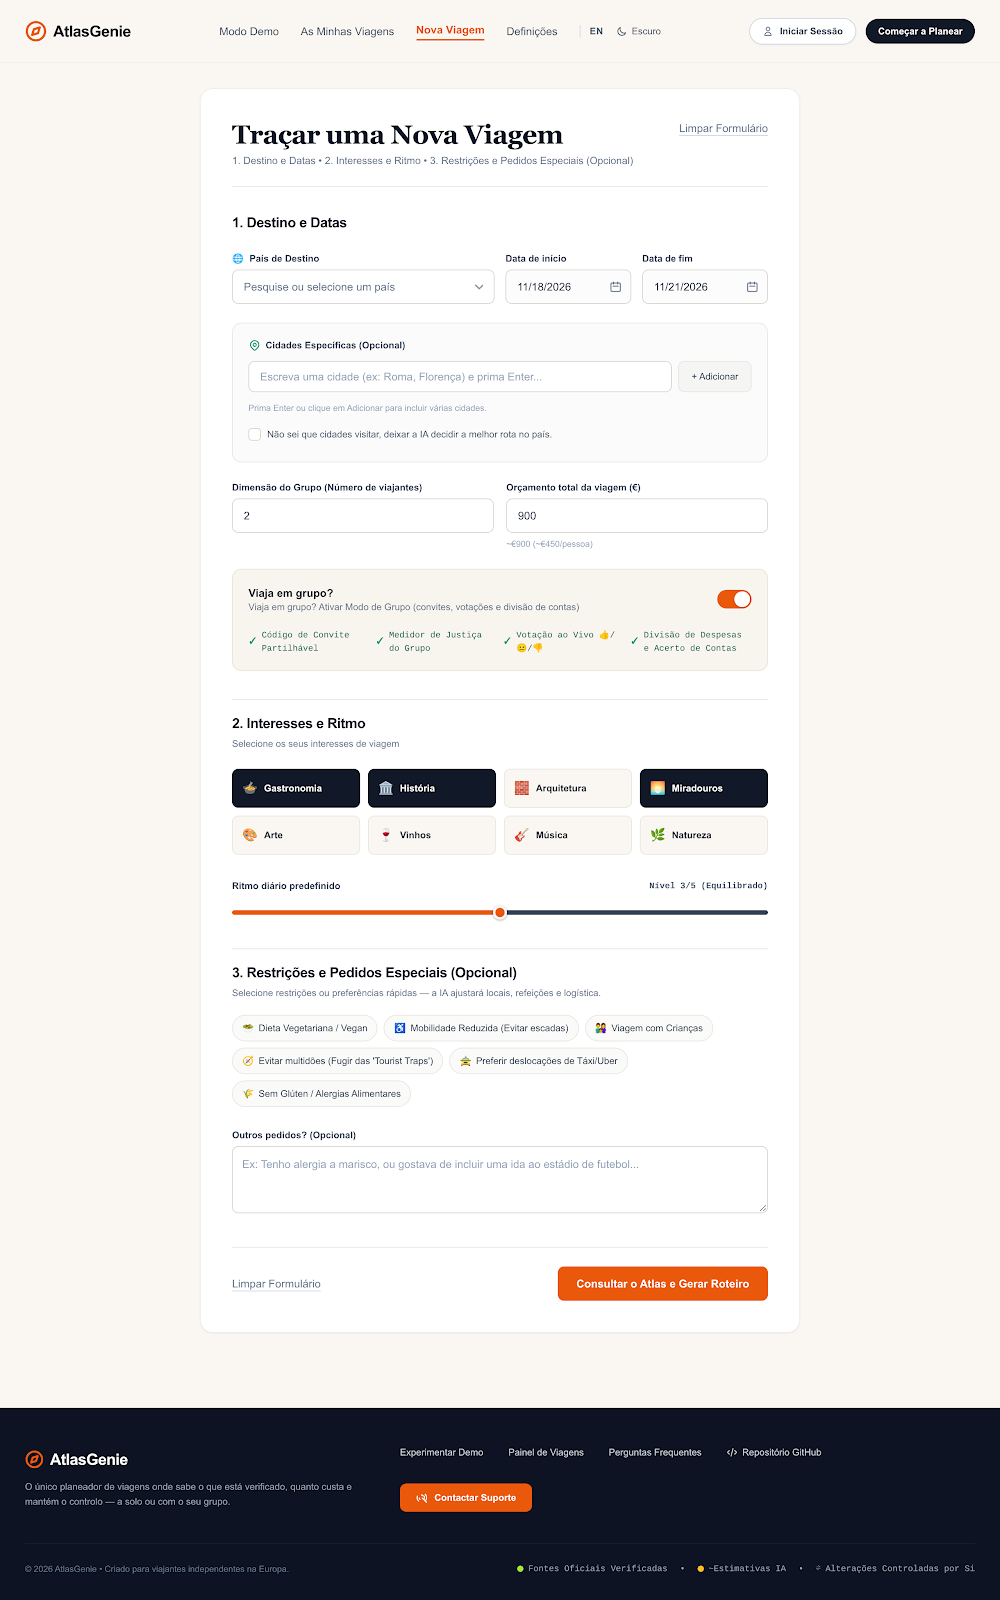 AtlasGenie
Modo Demo
As Minhas Viagens
Nova Viagem
Definições
EN
Escuro
Iniciar Sessão
Começar a Planear
Traçar uma Nova Viagem
Limpar Formulário
1. Destino e Datas • 2. Interesses e Ritmo • 3. Restrições e Pedidos Especiais (Opcional)
1. Destino e Datas
País de Destino
Data de início
Data de fim
Pesquise ou selecione um país
11/18/2026
11/21/2026
Cidades Específicas (Opcional)
Escreva uma cidade (ex: Roma, Florença) e prima Enter...
+ Adicionar
Prima Enter ou clique em Adicionar para incluir várias cidades.
Não sei que cidades visitar, deixar a IA decidir a melhor rota no país.
Dimensão do Grupo (Número de viajantes)
Orçamento total da viagem (€)
2
900
~€900 (~€450/pessoa)
Viaja em grupo?
Viaja em grupo? Ativar Modo de Grupo (convites, votações e divisão de contas)
✓ Código de Convite
Partilhável
✓ Medidor de Justiça
do Grupo
✓ Votação ao Vivo 👍/
😐/👎
✓ Divisão de Despesas
e Acerto de Contas
2. Interesses e Ritmo
Selecione os seus interesses de viagem
Gastronomia
História
Arquitetura
Miradouros
Arte
Vinhos
Música
Natureza
Ritmo diário predefinido
Nível 3/5 (Equilibrado)
3. Restrições e Pedidos Especiais (Opcional)
Selecione restrições ou preferências rápidas — a IA ajustará locais, refeições e logística.
Dieta Vegetariana / Vegan
Mobilidade Reduzida (Evitar escadas)
Viagem com Crianças
Evitar multidões (Fugir das 'Tourist Traps')
Preferir deslocações de Táxi/Uber
Sem Glúten / Alergias Alimentares
Outros pedidos? (Opcional)
Ex: Tenho alergia a marisco, ou gostava de incluir uma ida ao estádio de futebol...
Limpar Formulário
Consultar o Atlas e Gerar Roteiro
AtlasGenie
O único planeador de viagens onde sabe o que está verificado, quanto custa e
mantém o controlo — a solo ou com o seu grupo.
Experimentar Demo
Painel de Viagens
Perguntas Frequentes
Repositório GitHub
Contactar Suporte
© 2026 AtlasGenie • Criado para viajantes independentes na Europa.
Fontes Oficiais Verificadas • ~Estimativas IA • Alterações Controladas por Si